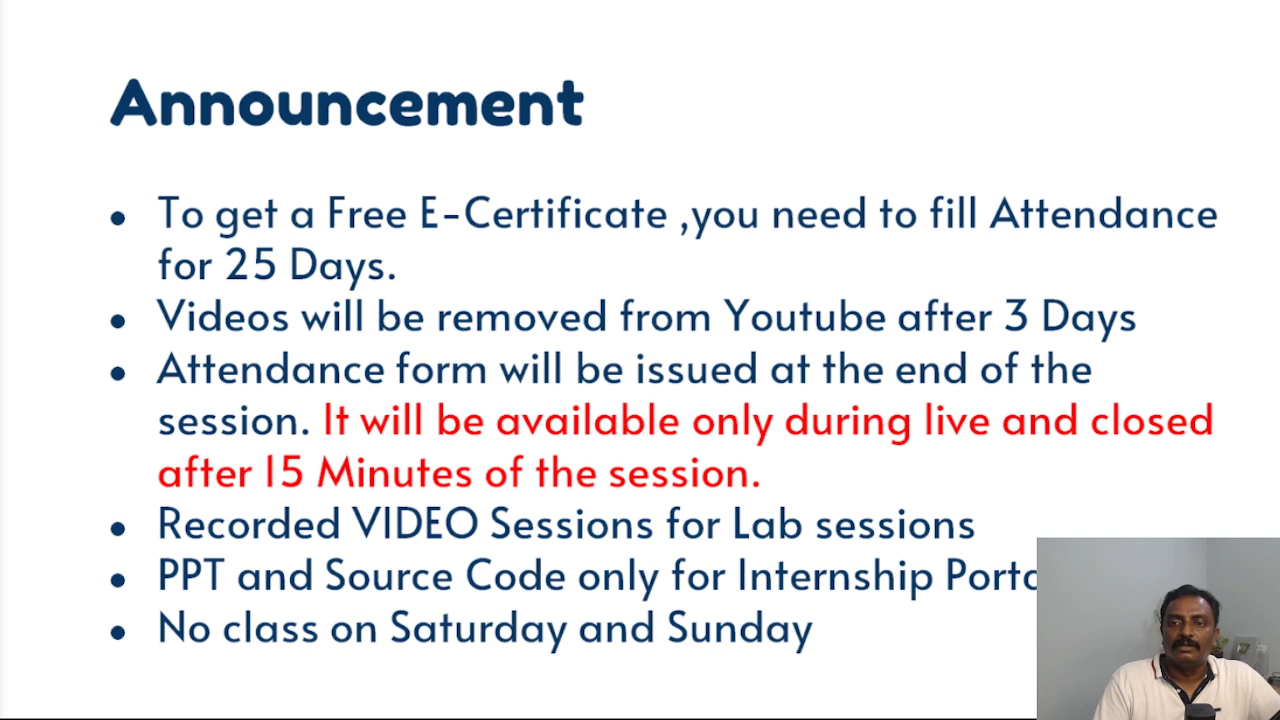 Announcement
• To get a Free E-Certificate ,you need to fill Attendance
for 25 Days.
• Videos will be removed from Youtube after 3 Days
• Attendance form will be issued at the end of the
session. It will be available only during live and closed
after 15 Minutes of the session.
• Recorded VIDEO Sessions for Lab sessions
• PPT and Source Code only for Internship
• No class on Saturday and Sunday